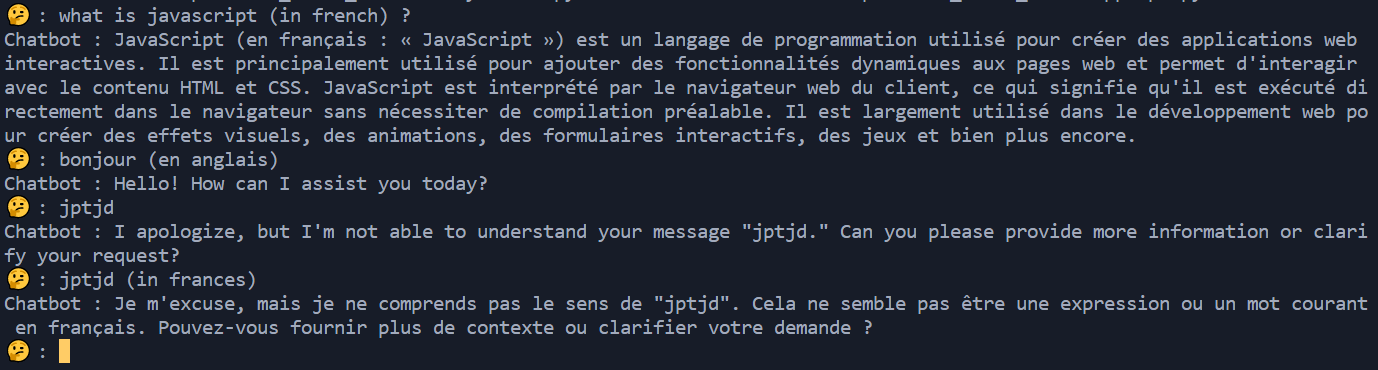 🤔 : what is javascript (in french) ?
Chatbot : JavaScript (en français : « JavaScript ») est un langage de programmation utilisé pour créer des applications web
interactives. Il est principalement utilisé pour ajouter des fonctionnalités dynamiques aux pages web et permet d'interagir
avec le contenu HTML et CSS. JavaScript est interprété par le navigateur web du client, ce qui signifie qu'il est exécuté di
rectement dans le navigateur sans nécessiter de compilation préalable. Il est largement utilisé dans le développement web po
ur créer des effets visuels, des animations, des formulaires interactifs, des jeux et bien plus encore.
🤔 : bonjour (en anglais)
Chatbot : Hello! How can I assist you today?
🤔 : jptjd
Chatbot : I apologize, but I'm not able to understand your message "jptjd." Can you please provide more information or clari
fy your request?
🤔 : jptjd (in frances)
Chatbot : Je m'excuse, mais je ne comprends pas le sens de "jptjd". Cela ne semble pas être une expression ou un mot courant
en français. Pouvez-vous fournir plus de contexte ou clarifier votre demande ?
🤔 :